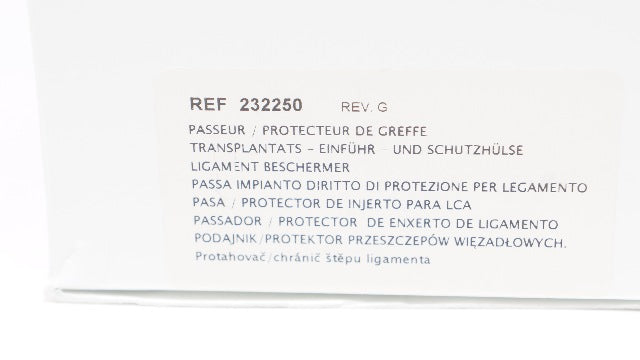 REF 232250 REV. G
PASSEUR / PROTECTEUR DE GREFFE
TRANSPLANTATS - EINFÜHR - UND SCHUTZHÜLSE
LIGAMENT BESCHERMER
PASSA IMPIANTO DIRITTO DI PROTEZIONE PER LEGAMENTO
PASA / PROTECTOR DE INJERTO PARA LCA
PASSADOR / PROTECTOR DE ENXERTO DE LIGAMENTO
PODAJNIK/PROTEKTOR PRZESZCZEPÓW WIĘZADŁOWYCH.
Protahovač/chránič štěpu ligamenta